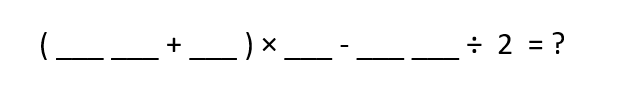 ( ___ ___ + ___ ) × ___ - ___ ___ ÷ 2 = ?